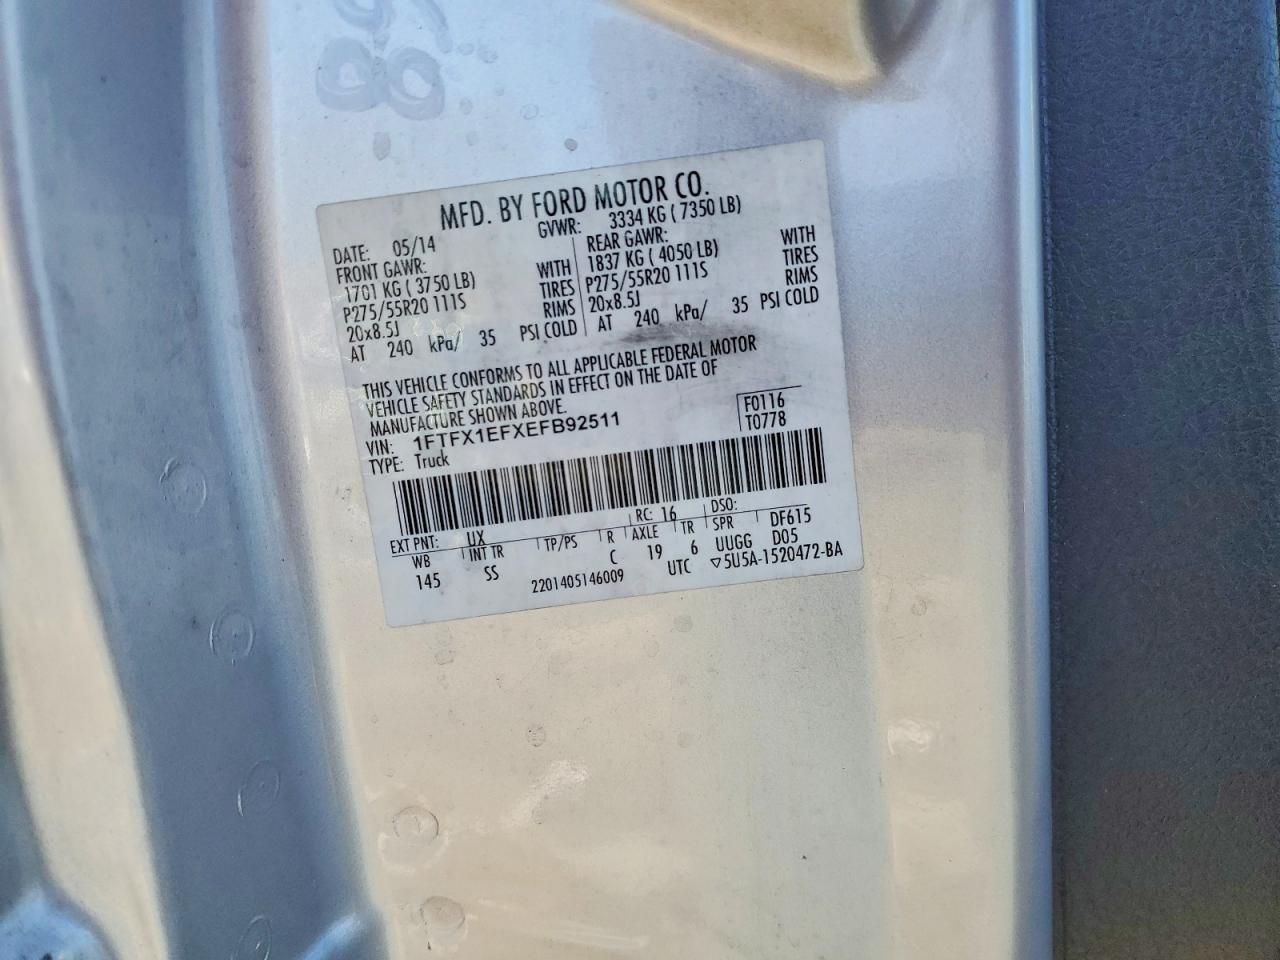 68
MFD. BY FORD MOTOR CO.
DATE: 05/14 GVWR: 3334 KG ( 7350 LB)
FRONT GAWR: REAR GAWR:
1701 KG ( 3750 LB) WITH 1837 KG ( 4050 LB) WITH
P275/55R20 111S TIRES P275/55R20 111S TIRES
20x8.5J RIMS 20x8.5J RIMS
AT 240 kPa/ 35 PSI COLD AT 240 kPa/ 35 PSI COLD
THIS VEHICLE CONFORMS TO ALL APPLICABLE FEDERAL MOTOR
VEHICLE SAFETY STANDARDS IN EFFECT ON THE DATE OF
MANUFACTURE SHOWN ABOVE.
VIN: 1FTFX1EFXEFB92511 F0116
TYPE: Truck T0778
EXT PNT: UX RC: 16 DSO:
WB INT TR TP/PS R AXLE TR SPR DF615
145 SS C 19 6 UUGG D05
2201405146009 UTC ▽5U5A-1520472-BA